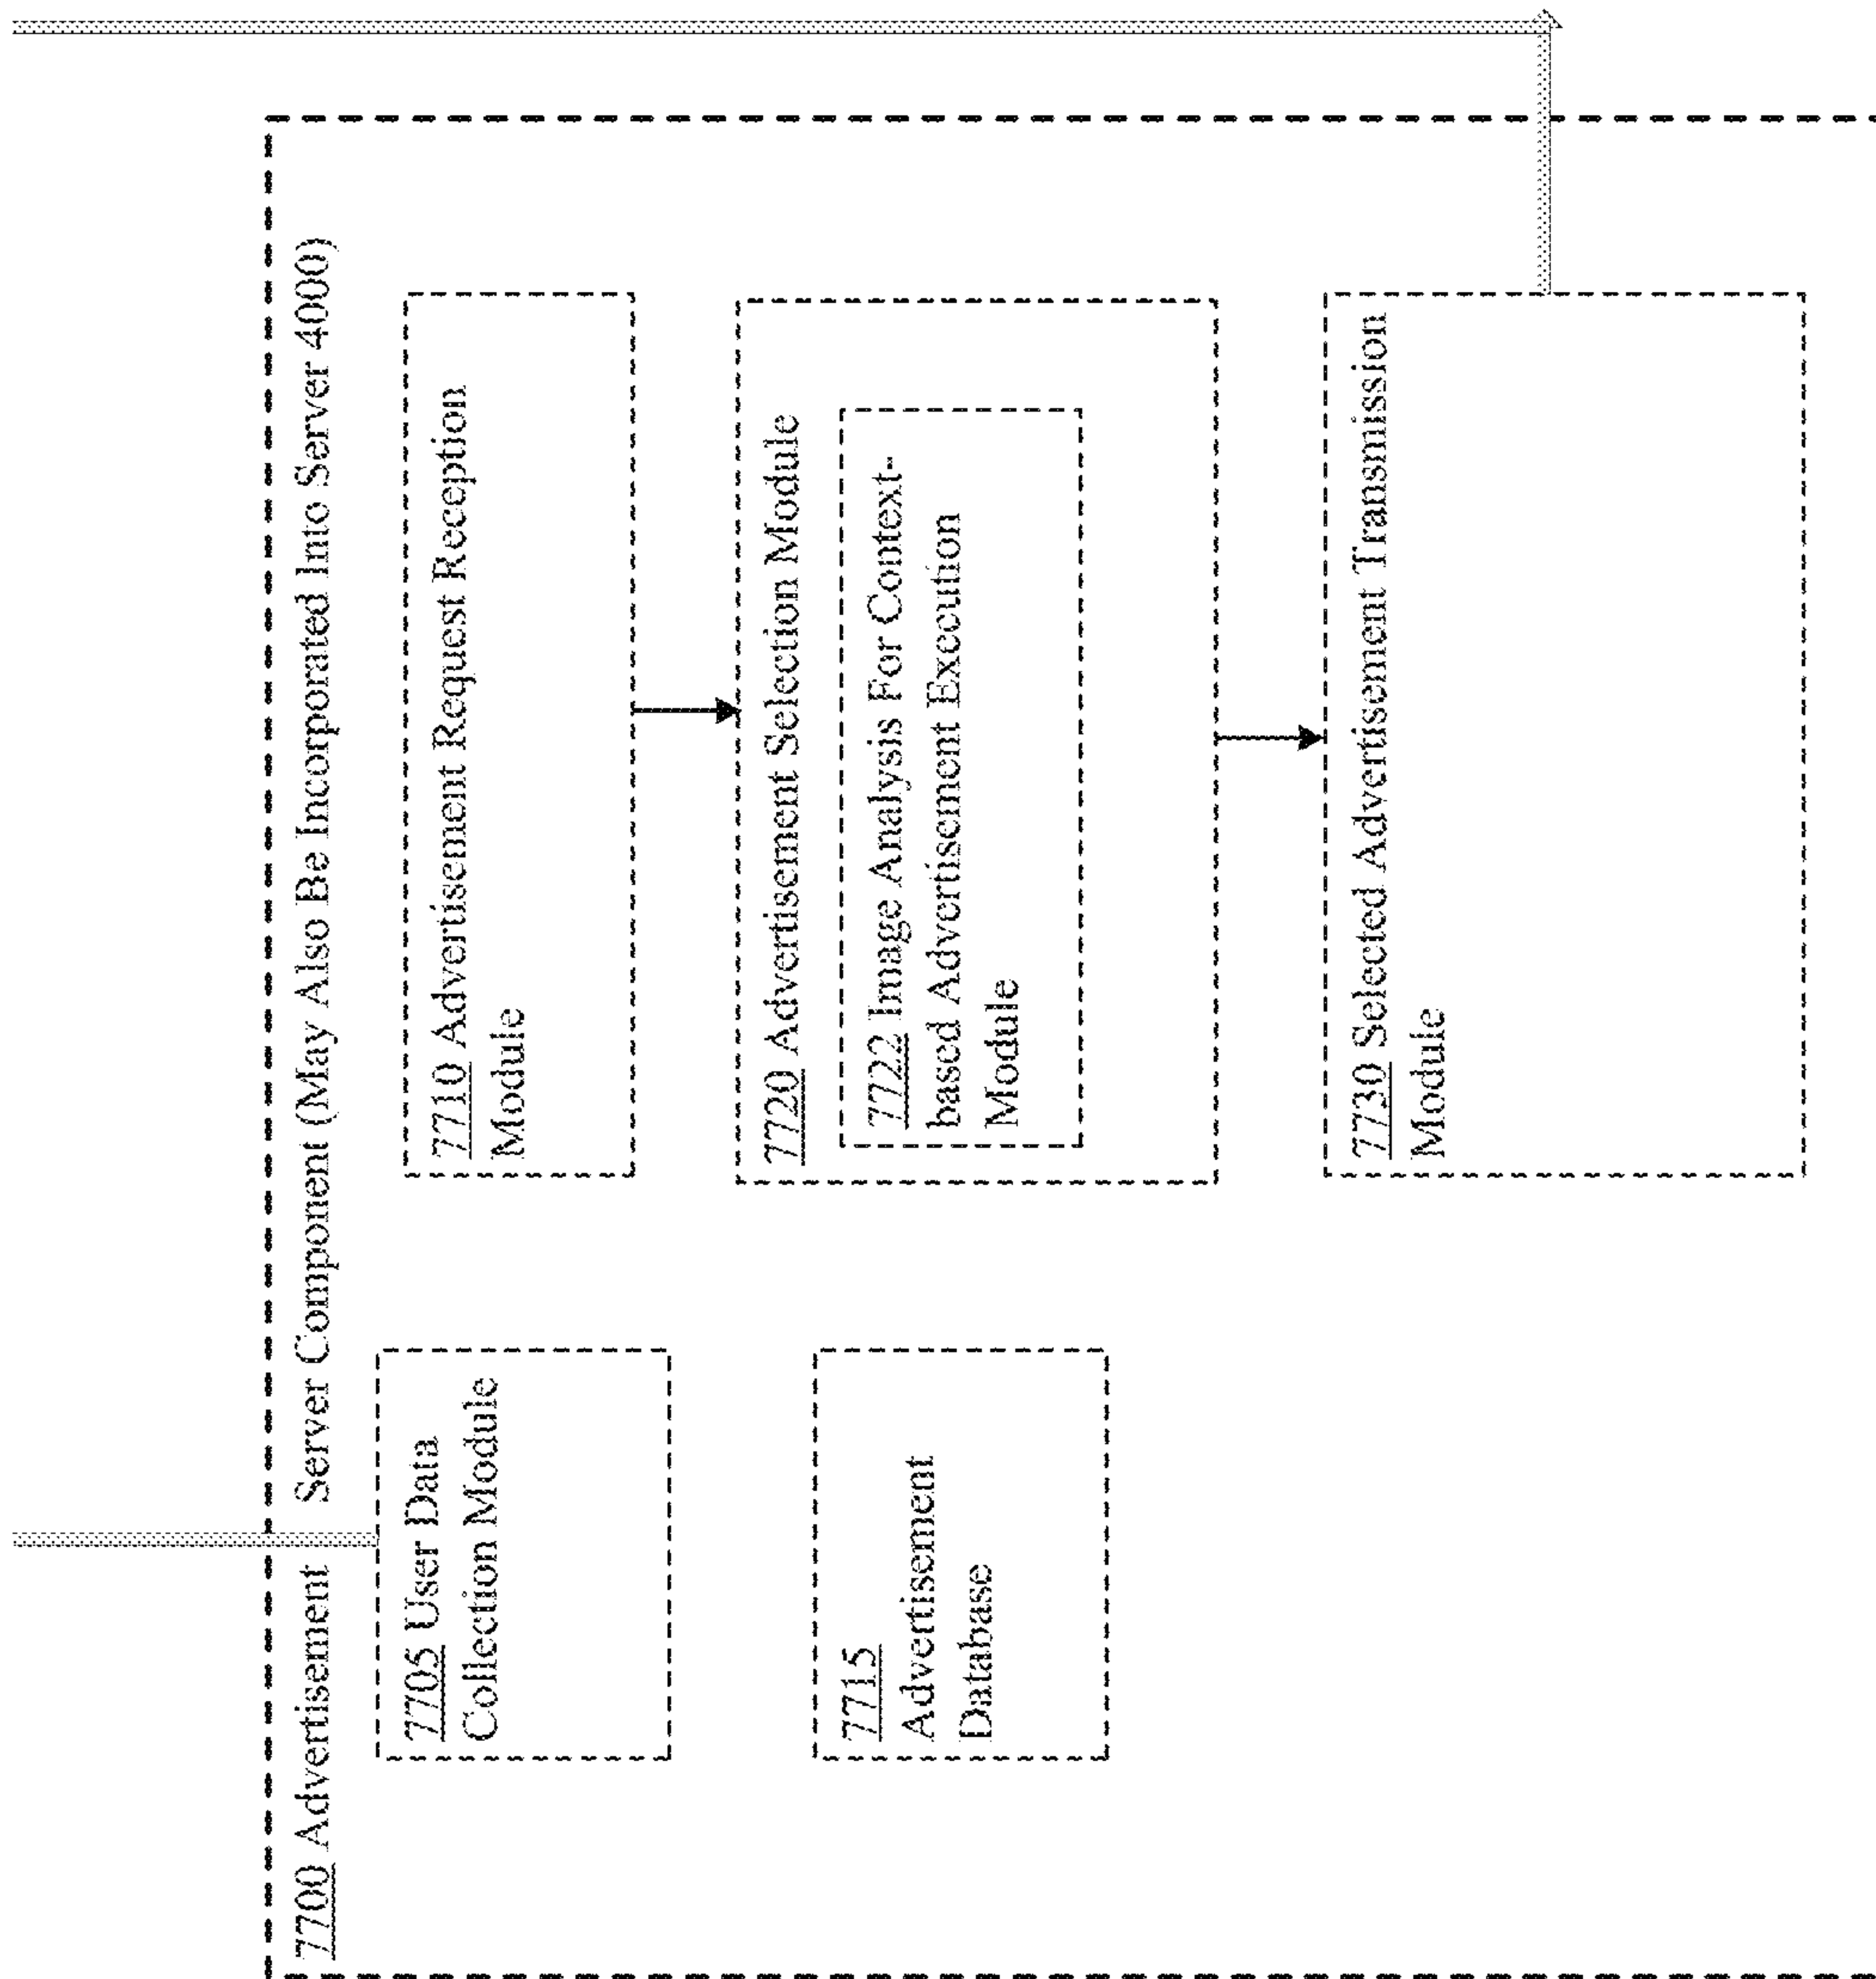 7700 Advertisement Server Component (May Also Be Incorporated Into Server 4000)
7705 User Data
Collection Module
7715
Advertisement
Database
7710 Advertisement Request Reception
Module
7720 Advertisement Selection Module
7722 Image Analysis For Context-
based Advertisement Execution
Module
7730 Selected Advertisement Transmission
Module